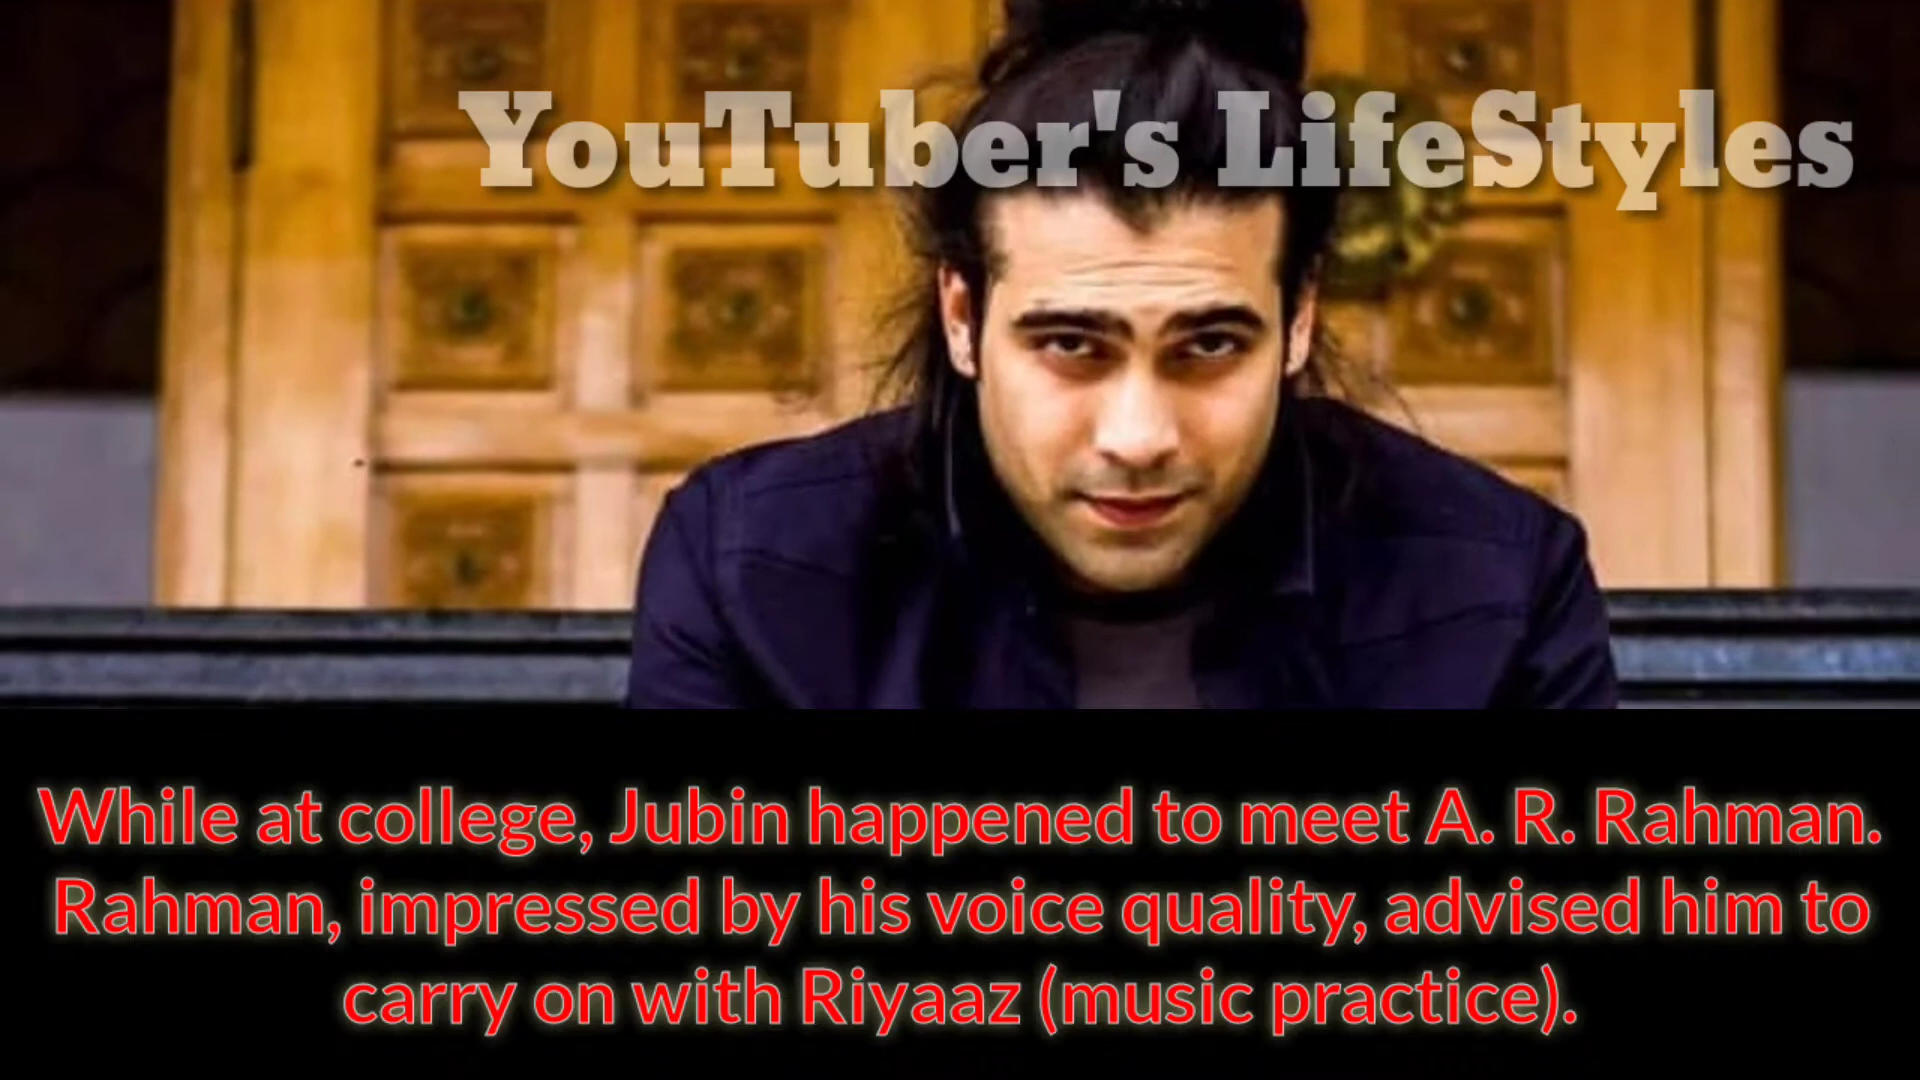 YouTuber's LifeStyles
While at college, Jubin happened to meet A. R. Rahman.
Rahman, impressed by his voice quality, advised him to
carry on with Riyaaz (music practice).